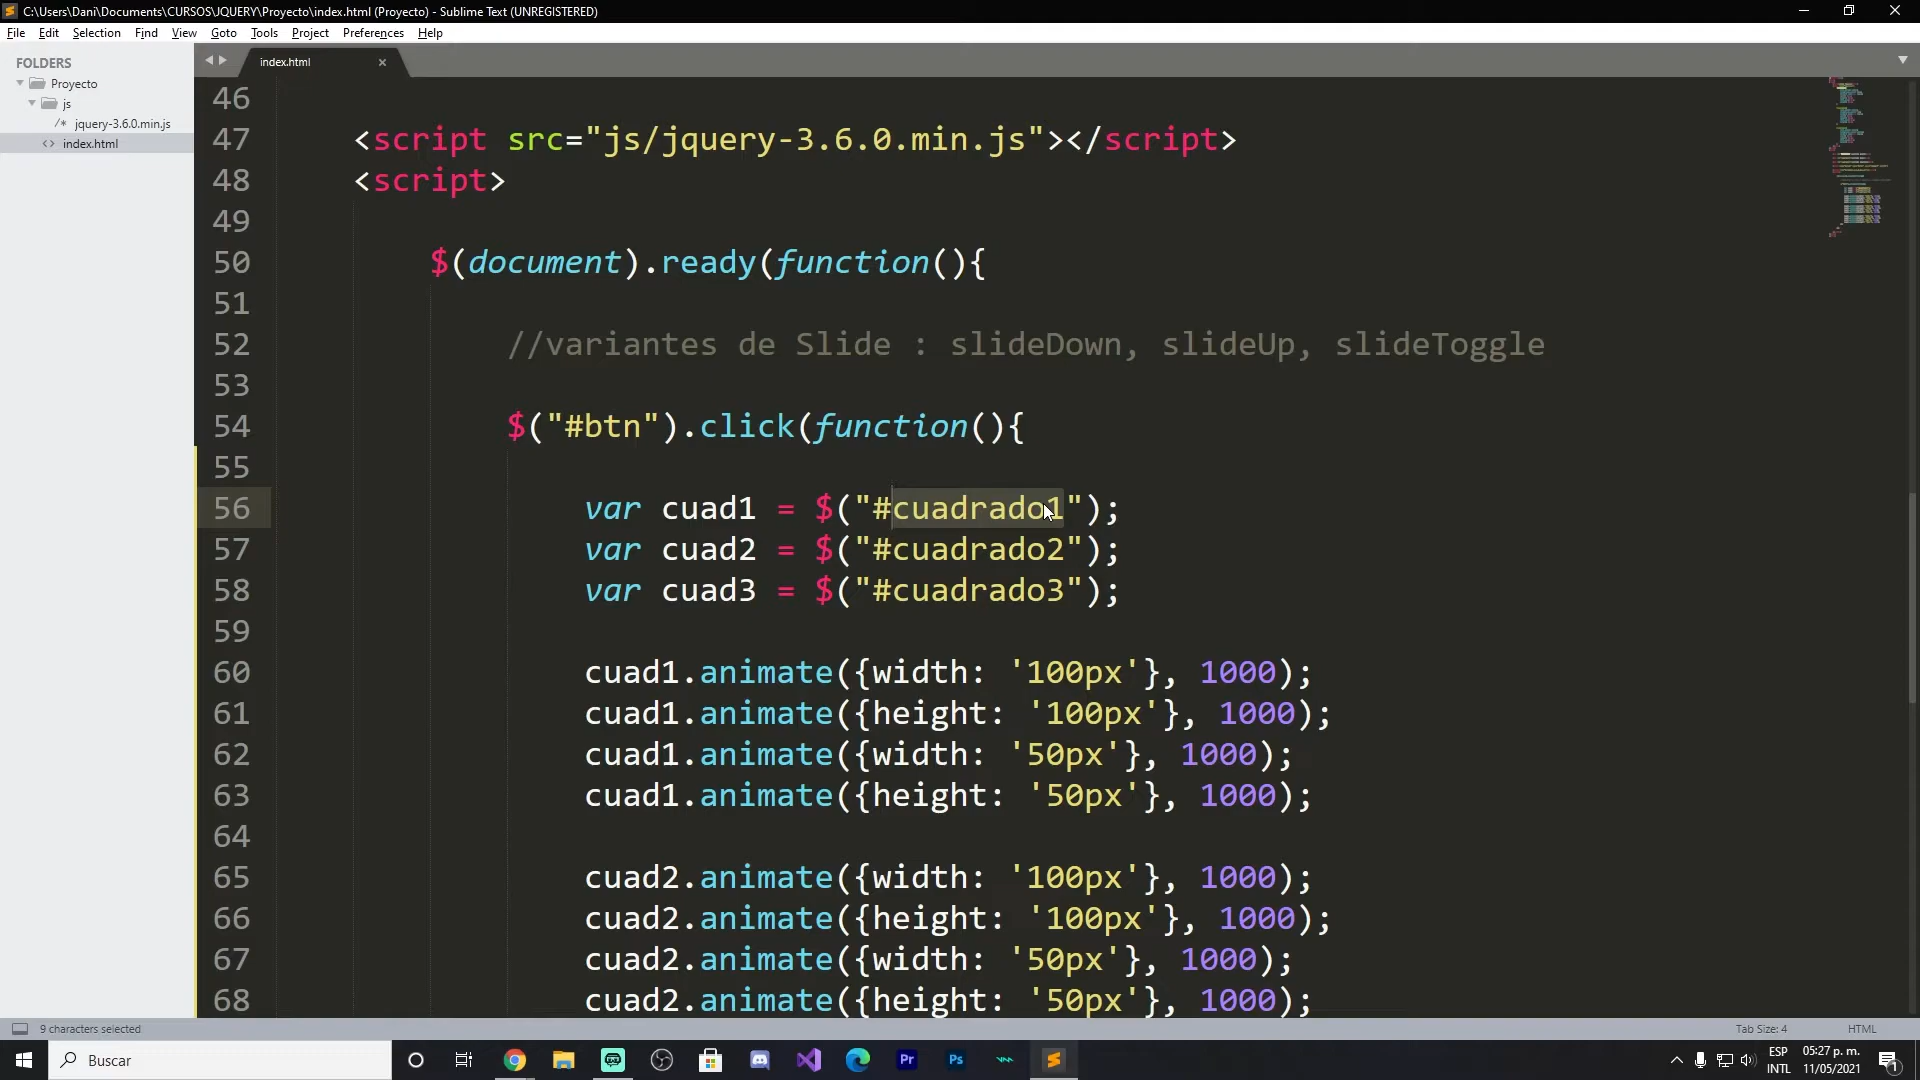 C:\Users\Dani\Documents\CURSOS\JQUERY\Proyecto\index.html (Proyecto) - Sublime Text (UNREGISTERED)
File Edit Selection Find View Goto Tools Project Preferences Help
FOLDERS
Proyecto
js
/* jquery-3.6.0.min.js
<> index.html
index.html ×
46
47 <script src="js/jquery-3.6.0.min.js"></script>
48 <script>
49
50 $(document).ready(function(){
51
52 //variantes de Slide : slideDown, slideUp, slideToggle
53
54 $("#btn").click(function(){
55
56 var cuad1 = $("#cuadrado1");
57 var cuad2 = $("#cuadrado2");
58 var cuad3 = $("#cuadrado3");
59
60 cuad1.animate({width: '100px'}, 1000);
61 cuad1.animate({height: '100px'}, 1000);
62 cuad1.animate({width: '50px'}, 1000);
63 cuad1.animate({height: '50px'}, 1000);
64
65 cuad2.animate({width: '100px'}, 1000);
66 cuad2.animate({height: '100px'}, 1000);
67 cuad2.animate({width: '50px'}, 1000);
68 cuad2.animate({height: '50px'}, 1000);
9 characters selected
Tab Size: 4
HTML
Buscar
Pr
Ps
ESP
INTL
05:27 p. m.
11/05/2021
1